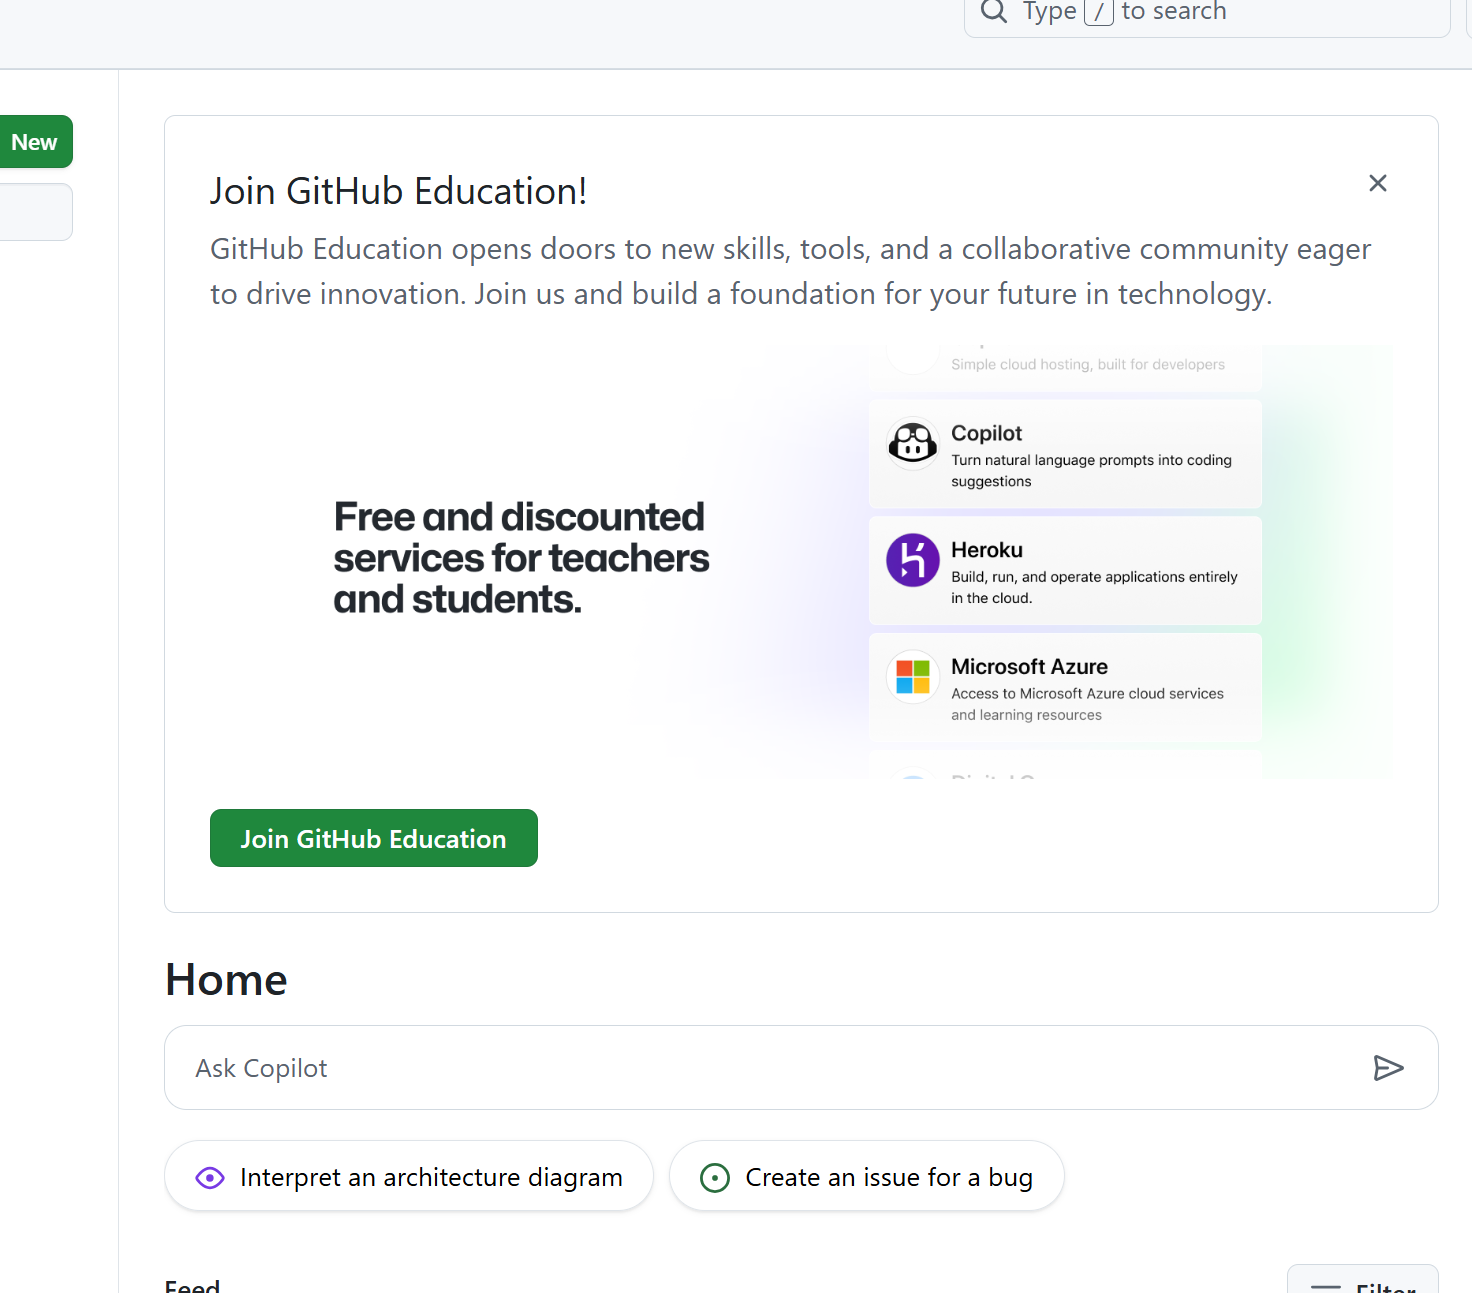 Type / to search
New
Join GitHub Education!
GitHub Education opens doors to new skills, tools, and a collaborative community eager
to drive innovation. Join us and build a foundation for your future in technology.
Simple cloud hosting, built for developers
Copilot
Turn natural language prompts into coding
suggestions
Free and discounted
services for teachers
and students.
Heroku
Build, run, and operate applications entirely
in the cloud.
Microsoft Azure
Access to Microsoft Azure cloud services
and learning resources
Join GitHub Education
Home
Ask Copilot
Interpret an architecture diagram
Create an issue for a bug
Feed
Filter